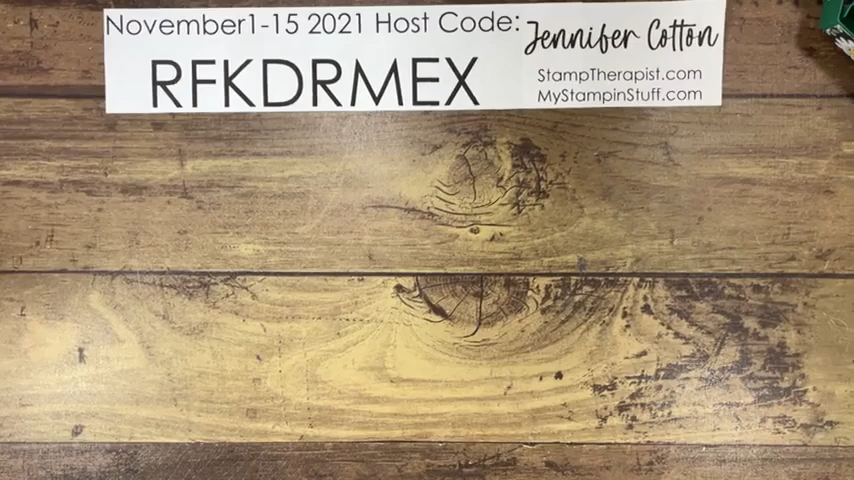 November1-15 2021 Host Code:
Jennifer Cotton
RFKDRMEX
StampTherapist.com
MyStampinStuff.com